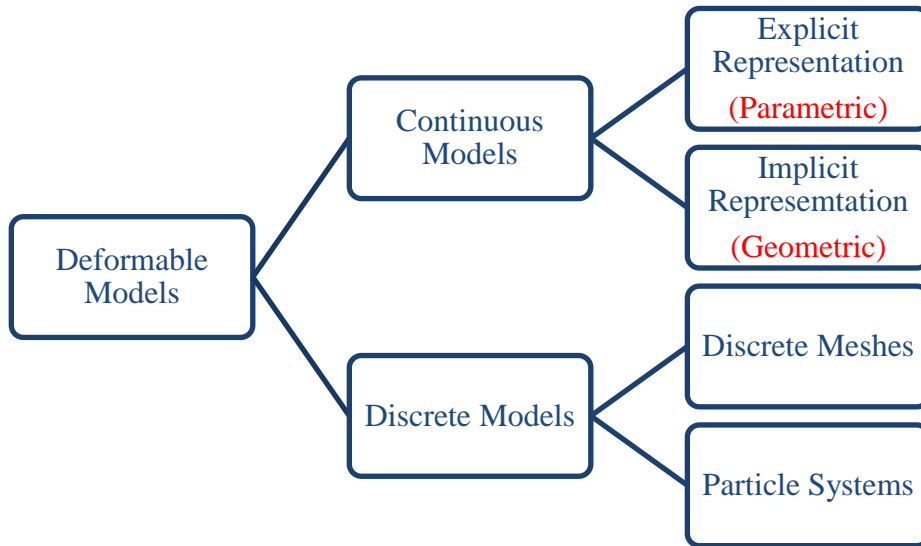 Deformable
Models
Continuous
Models
Explicit
Representation
(Parametric)
Implicit
Represemtation
(Geometric)
Discrete Models
Discrete Meshes
Particle Systems